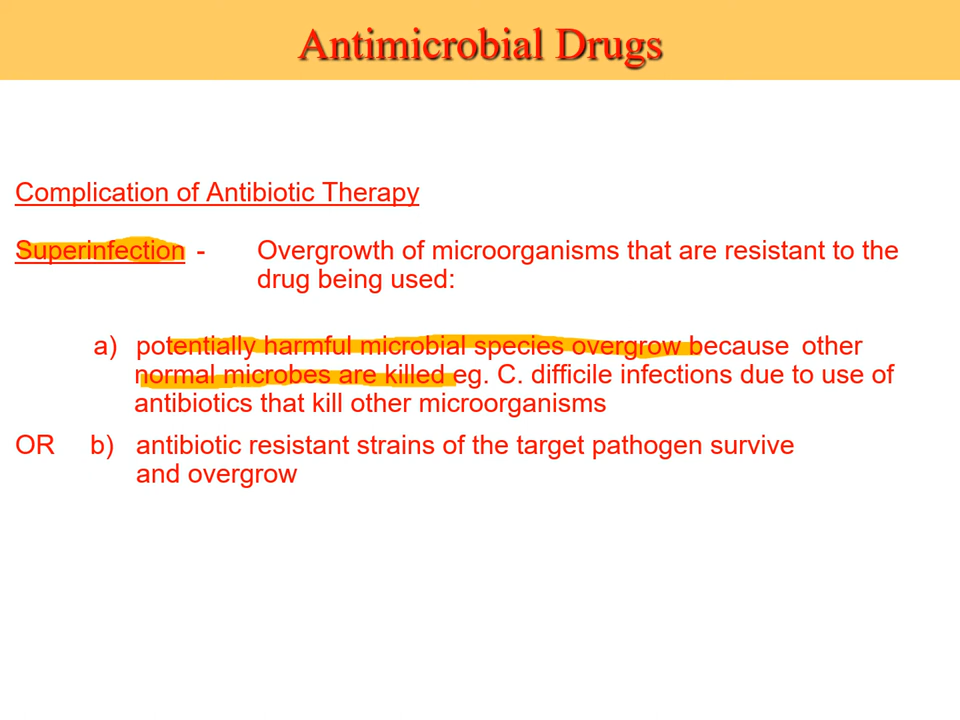 Antimicrobial Drugs
Complication of Antibiotic Therapy
Superinfection - Overgrowth of microorganisms that are resistant to the
drug being used:
a) potentially harmful microbial species overgrow because other
normal microbes are killed eg. C. difficile infections due to use of
antibiotics that kill other microorganisms
OR b) antibiotic resistant strains of the target pathogen survive
and overgrow